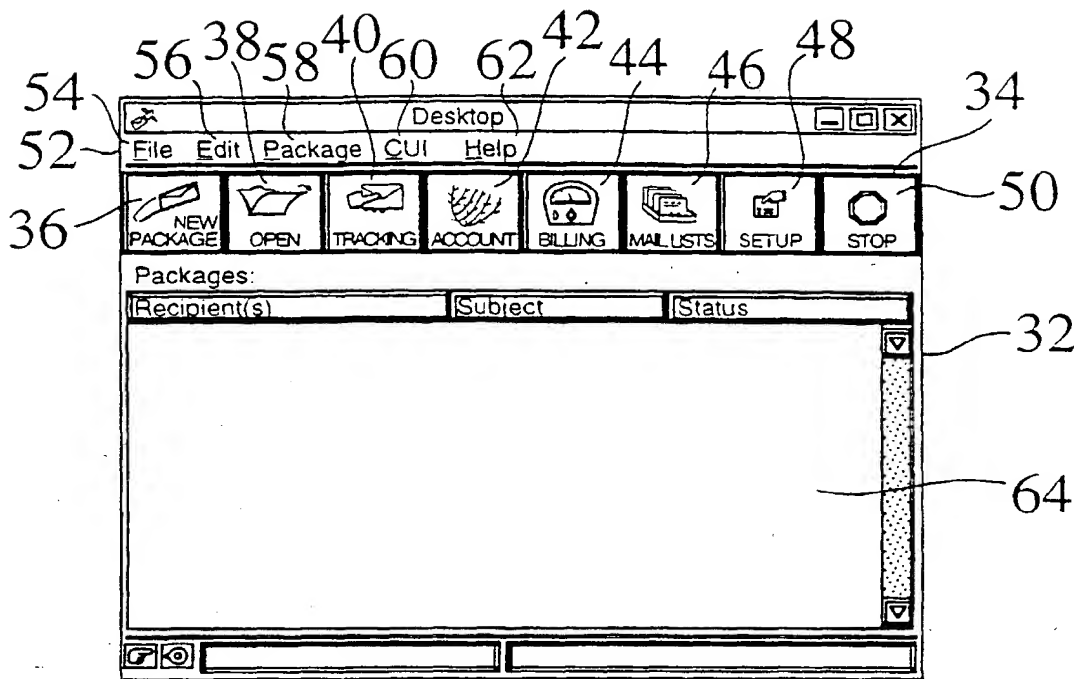 38 40 42
56 58 60 62 44 46 48
54 34
52
Desktop
File Edit Package CUI Help
36 50
NEW PACKAGE OPEN TRACKING ACCOUNT BILLING MAIL LISTS SETUP STOP
Packages:
Recipient(s) Subject Status
32
64